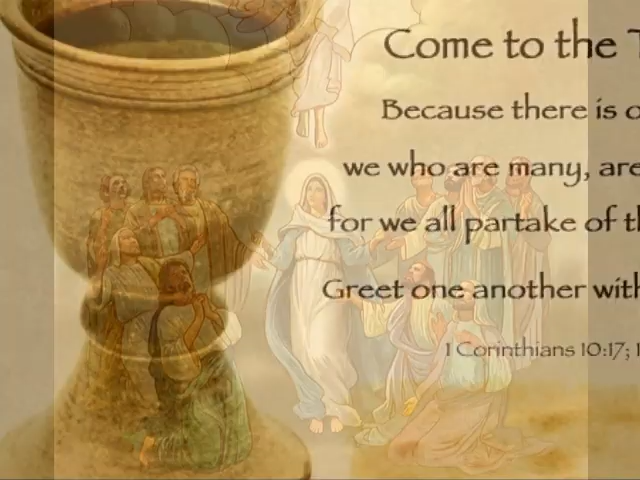 Come to the
Because there is
we who are many, are
for we all partake of
Greet one another with
1 Corinthians 10:17;